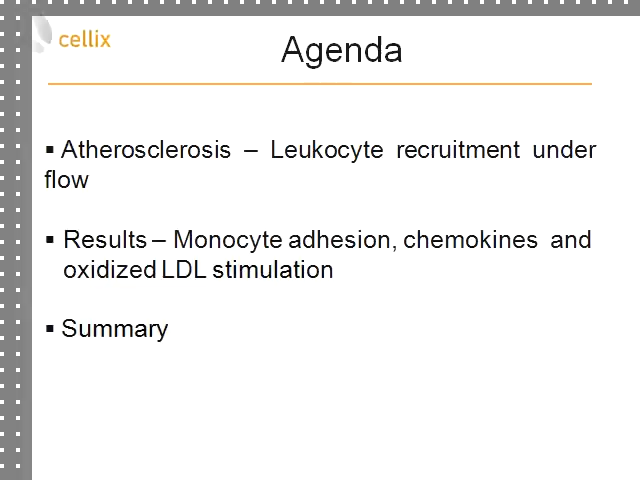 cellix
Agenda
▪ Atherosclerosis – Leukocyte recruitment under
flow
▪ Results – Monocyte adhesion, chemokines and
oxidized LDL stimulation
▪ Summary